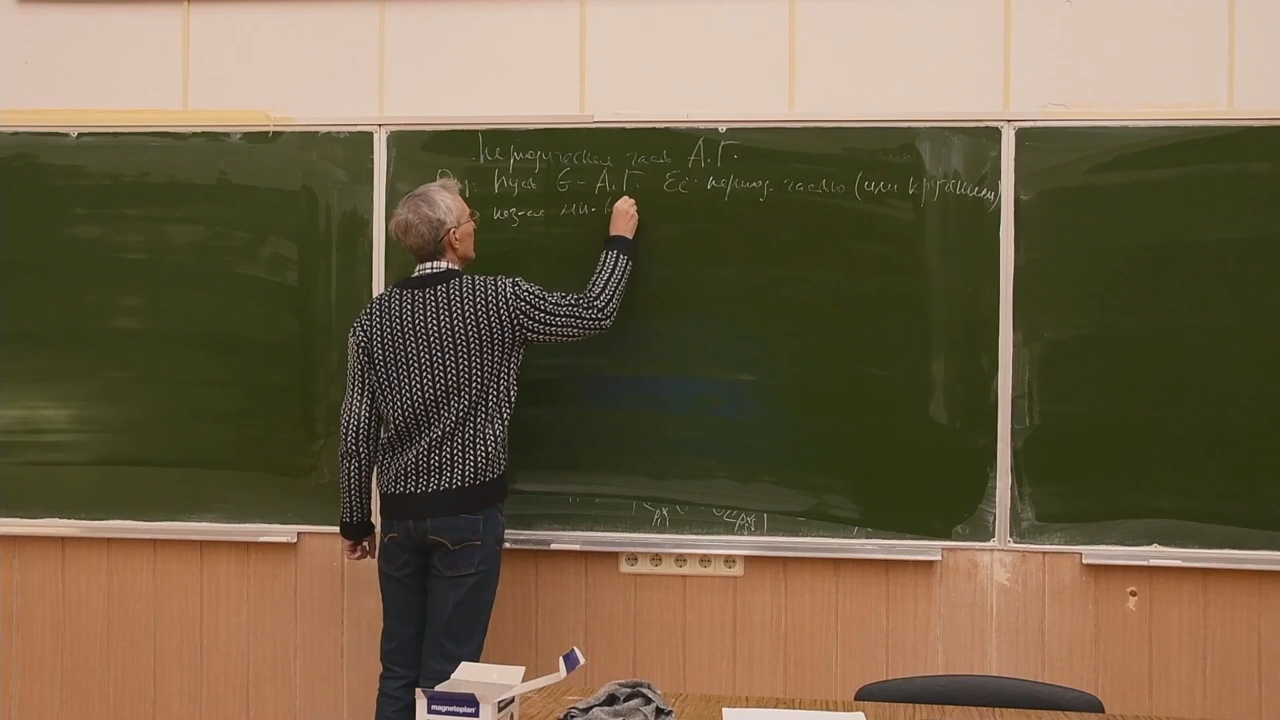 Периодическая часть А.Г.
Опр: Пусть G - А.Г. Её период. частью (или кручением)
наз-ся мн.
magnetoplan